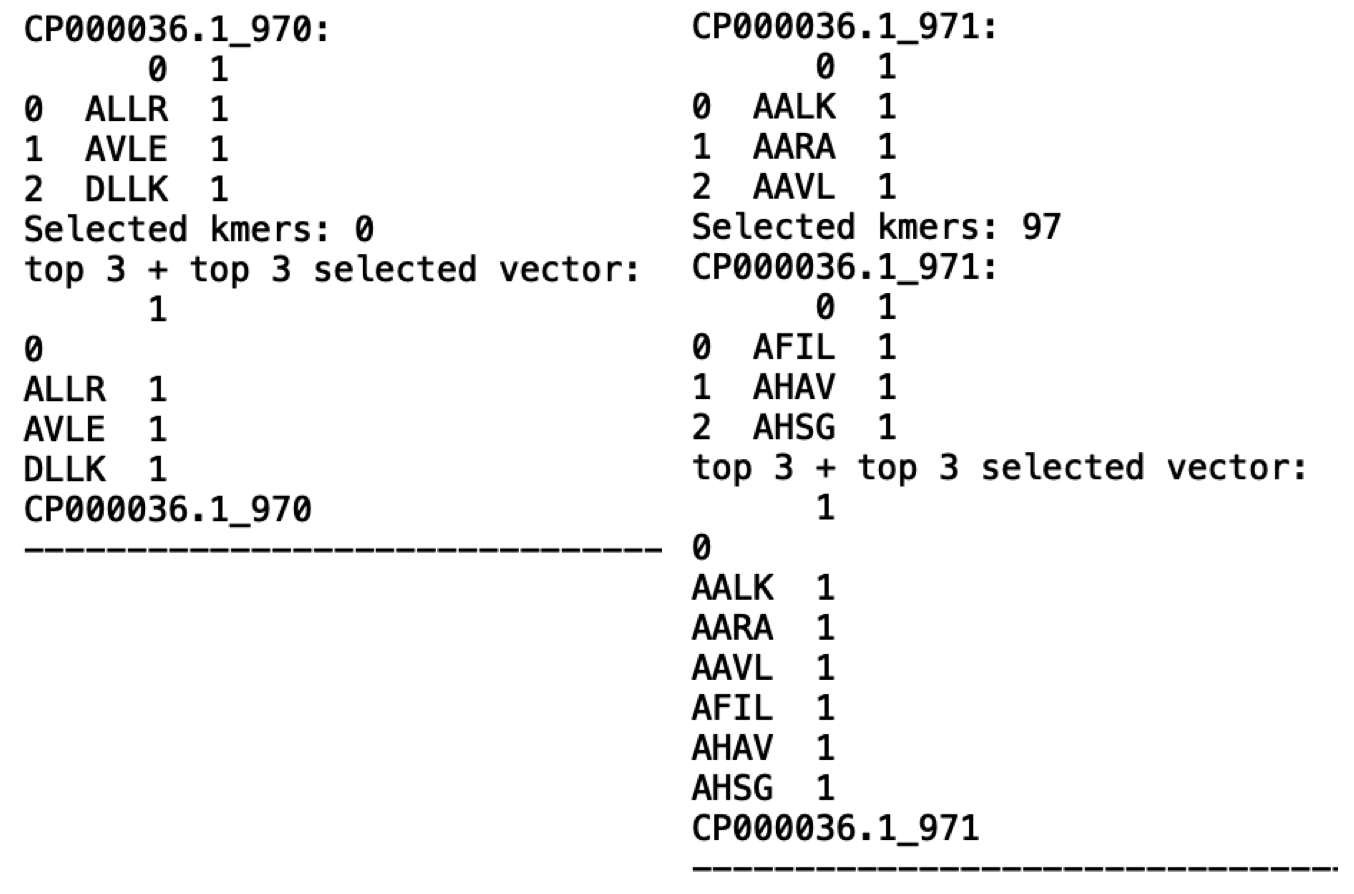 CP000036.1_970:
0 1
0 ALLR 1
1 AVLE 1
2 DLLK 1
Selected kmers: 0
top 3 + top 3 selected vector:
1
0
ALLR 1
AVLE 1
DLLK 1
CP000036.1_970
--------------------------------
CP000036.1_971:
0 1
0 AALK 1
1 AARA 1
2 AAVL 1
Selected kmers: 97
CP000036.1_971:
0 1
0 AFIL 1
1 AHAV 1
2 AHSG 1
top 3 + top 3 selected vector:
1
0
AALK 1
AARA 1
AAVL 1
AFIL 1
AHAV 1
AHSG 1
CP000036.1_971
--------------------------------